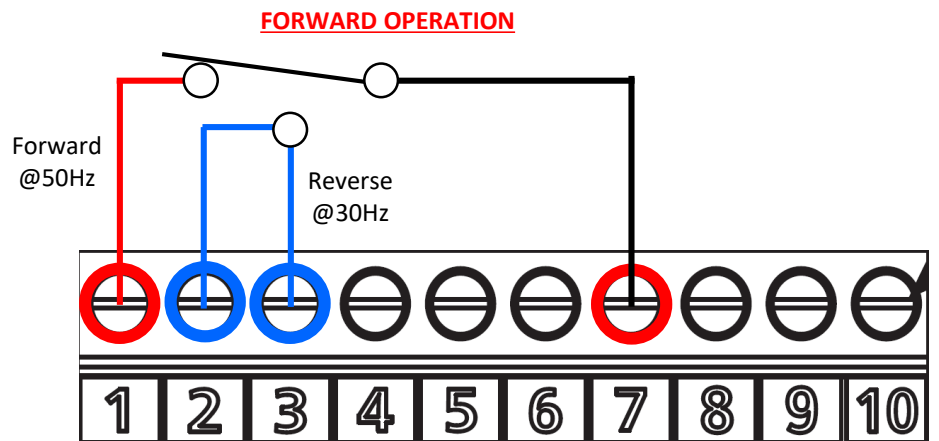 FORWARD OPERATION
Forward
@50Hz
Reverse
@30Hz
1 2 3 4 5 6 7 8 9 10